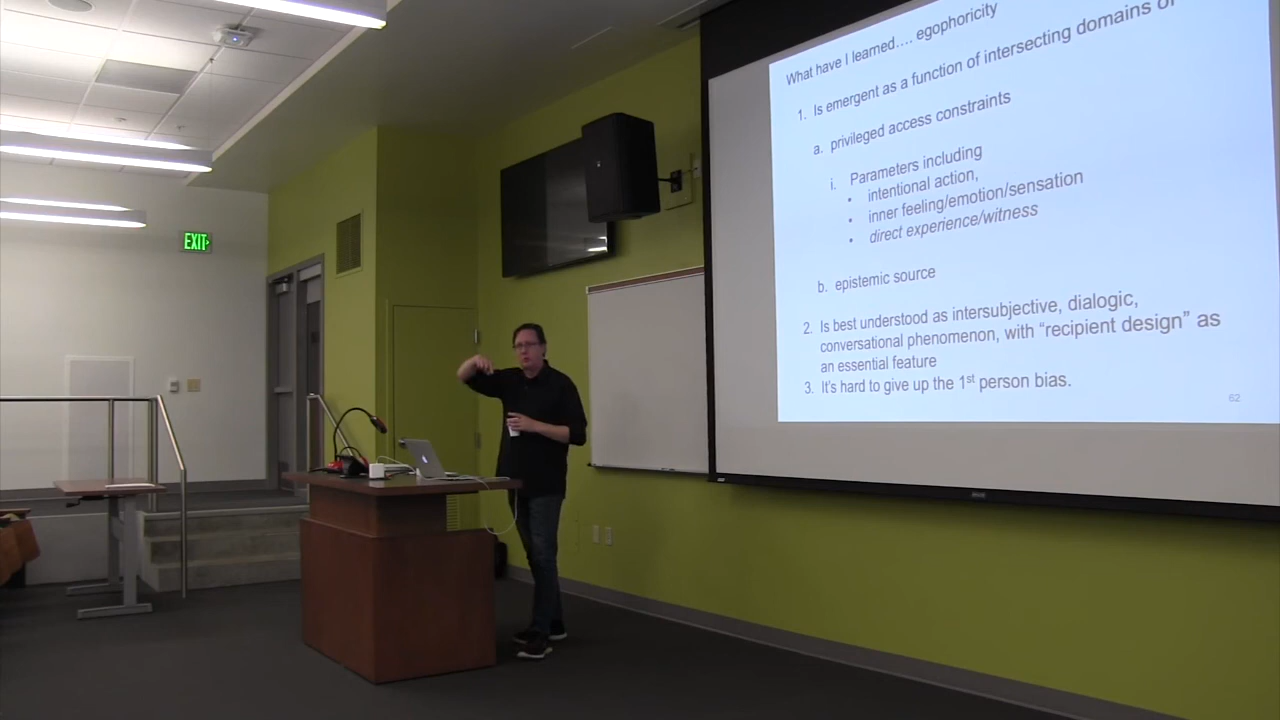 EXIT
What have I learned.... egophoricity
1. Is emergent as a function of intersecting domains of
a. privileged access constraints
i. Parameters including
• intentional action,
• inner feeling/emotion/sensation
• direct experience/witness
b. epistemic source
2. Is best understood as intersubjective, dialogic,
conversational phenomenon, with “recipient design” as
an essential feature
3. It's hard to give up the 1st person bias.
62